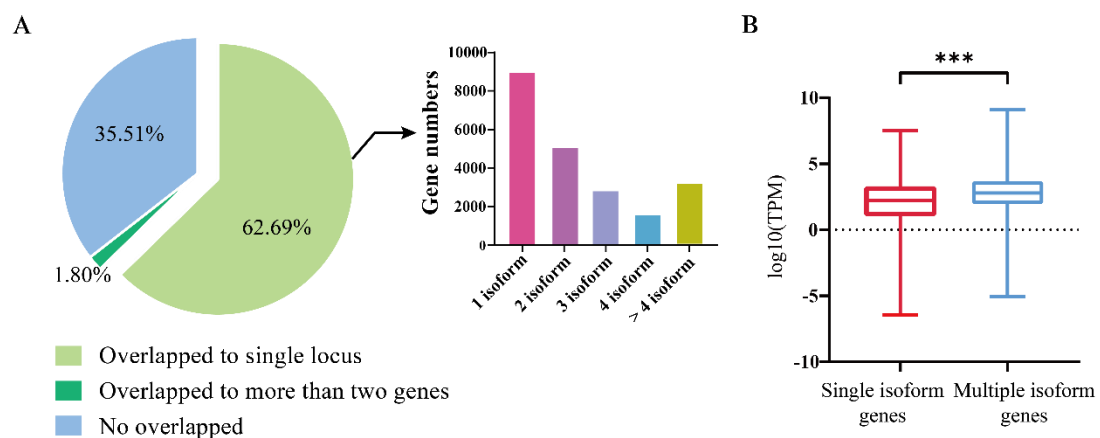 A
35.51%
62.69%
1.80%
Overlapped to single locus
Overlapped to more than two genes
No overlapped
Gene numbers
10000
8000
6000
4000
2000
0
1 isoform
2 isoform
3 isoform
4 isoform
> 4 isoform
B
***
log10(TPM)
10
5
0
-5
-10
Single isoform
genes
Multiple isoform
genes